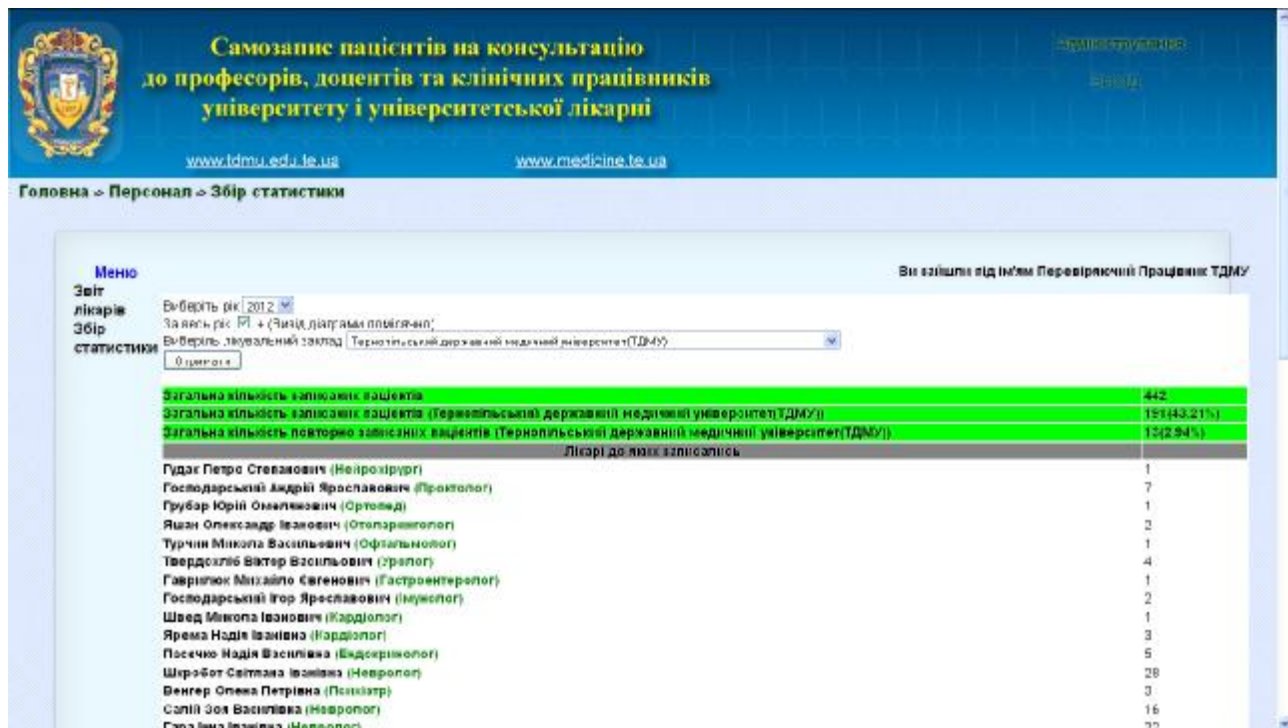 Самозапис пацієнтів на консультацію
до професорів, доцентів та клінічних працівників
університету і університетської лікарні
Адміністрування
Вихід
www.tdmu.edu.te.ua www.medicine.te.ua
Головна Персонал Збір статистики
Меню
Ви зайшли під ім'ям Перевіряючий Працівник ТДМУ
Звіт
лікарів
Збір
статистики
Виберіть рік 2012
За весь рік + (Вивід діаграми помісячно)
Виберіть лікувальний заклад Тернопільський державний медичний університет(ТДМУ)
Отримати
Загальна кількість записаних пацієнтів 442
Загальна кількість записаних пацієнтів (Тернопільський державний медичний університет(ТДМУ)) 191(43.21%)
Загальна кількість повторно записаних пацієнтів (Тернопільський державний медичний університет(ТДМУ)) 13(2.94%)
Лікарі до яких записались
Гудак Петро Степанович (Нейрохірург) 1
Господарський Андрій Ярославович (Проктолог) 7
Грубар Юрій Омелянович (Ортопед) 1
Яшан Олександр Іванович (Отоларинголог) 2
Турчин Микола Васильович (Офтальмолог) 1
Твердохліб Віктор Васильович (Уролог) 4
Гаврилюк Михайло Євгенович (Гастроентеролог) 1
Господарський Ігор Ярославович (Імунолог) 2
Швед Микола Іванович (Кардіолог) 1
Ярема Надія Іванівна (Кардіолог) 3
Пасечко Надія Василівна (Ендокринолог) 5
Шкробот Світлана Іванівна (Невролог) 28
Венгер Олена Петрівна (Психіатр) 3
Салій Зоя Василівна (Невролог) 16